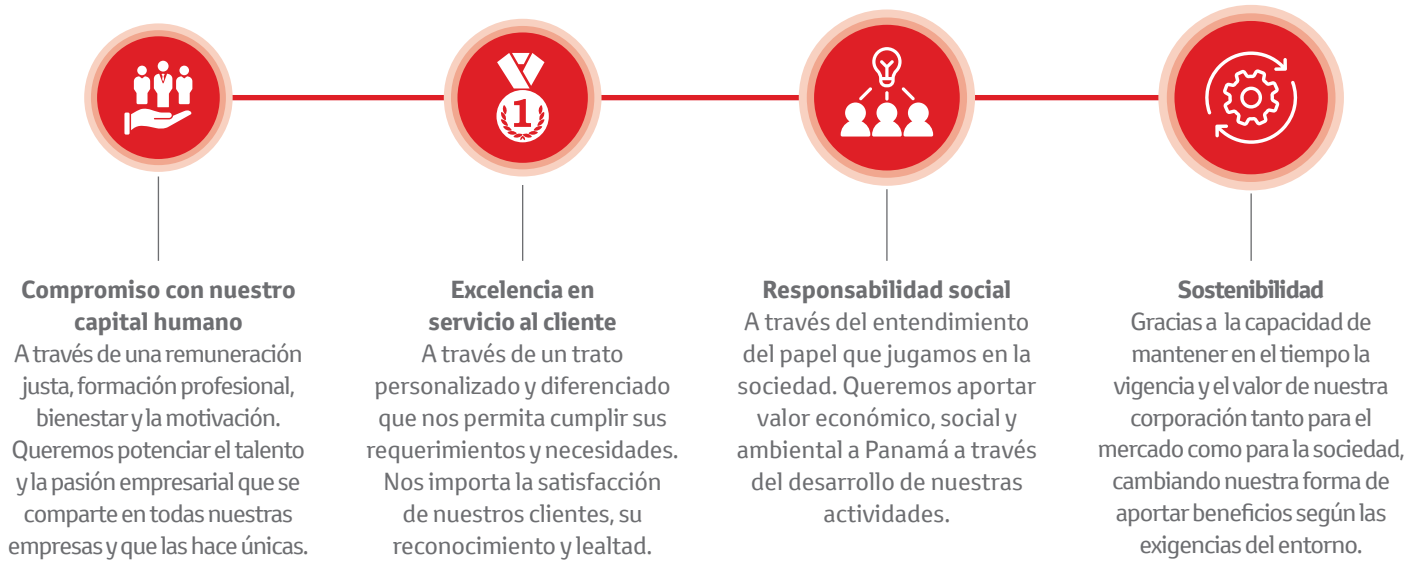 1
Compromiso con nuestro
capital humano
A través de una remuneración
justa, formación profesional,
bienestar y la motivación.
Queremos potenciar el talento
y la pasión empresarial que se
comparte en todas nuestras
empresas y que las hace únicas.
Excelencia en
servicio al cliente
A través de un trato
personalizado y diferenciado
que nos permita cumplir sus
requerimientos y necesidades.
Nos importa la satisfacción
de nuestros clientes, su
reconocimiento y lealtad.
Responsabilidad social
A través del entendimiento
del papel que jugamos en la
sociedad. Queremos aportar
valor económico, social y
ambiental a Panamá a través
del desarrollo de nuestras
actividades.
Sostenibilidad
Gracias a la capacidad de
mantener en el tiempo la
vigencia y el valor de nuestra
corporación tanto para el
mercado como para la sociedad,
cambiando nuestra forma de
aportar beneficios según las
exigencias del entorno.